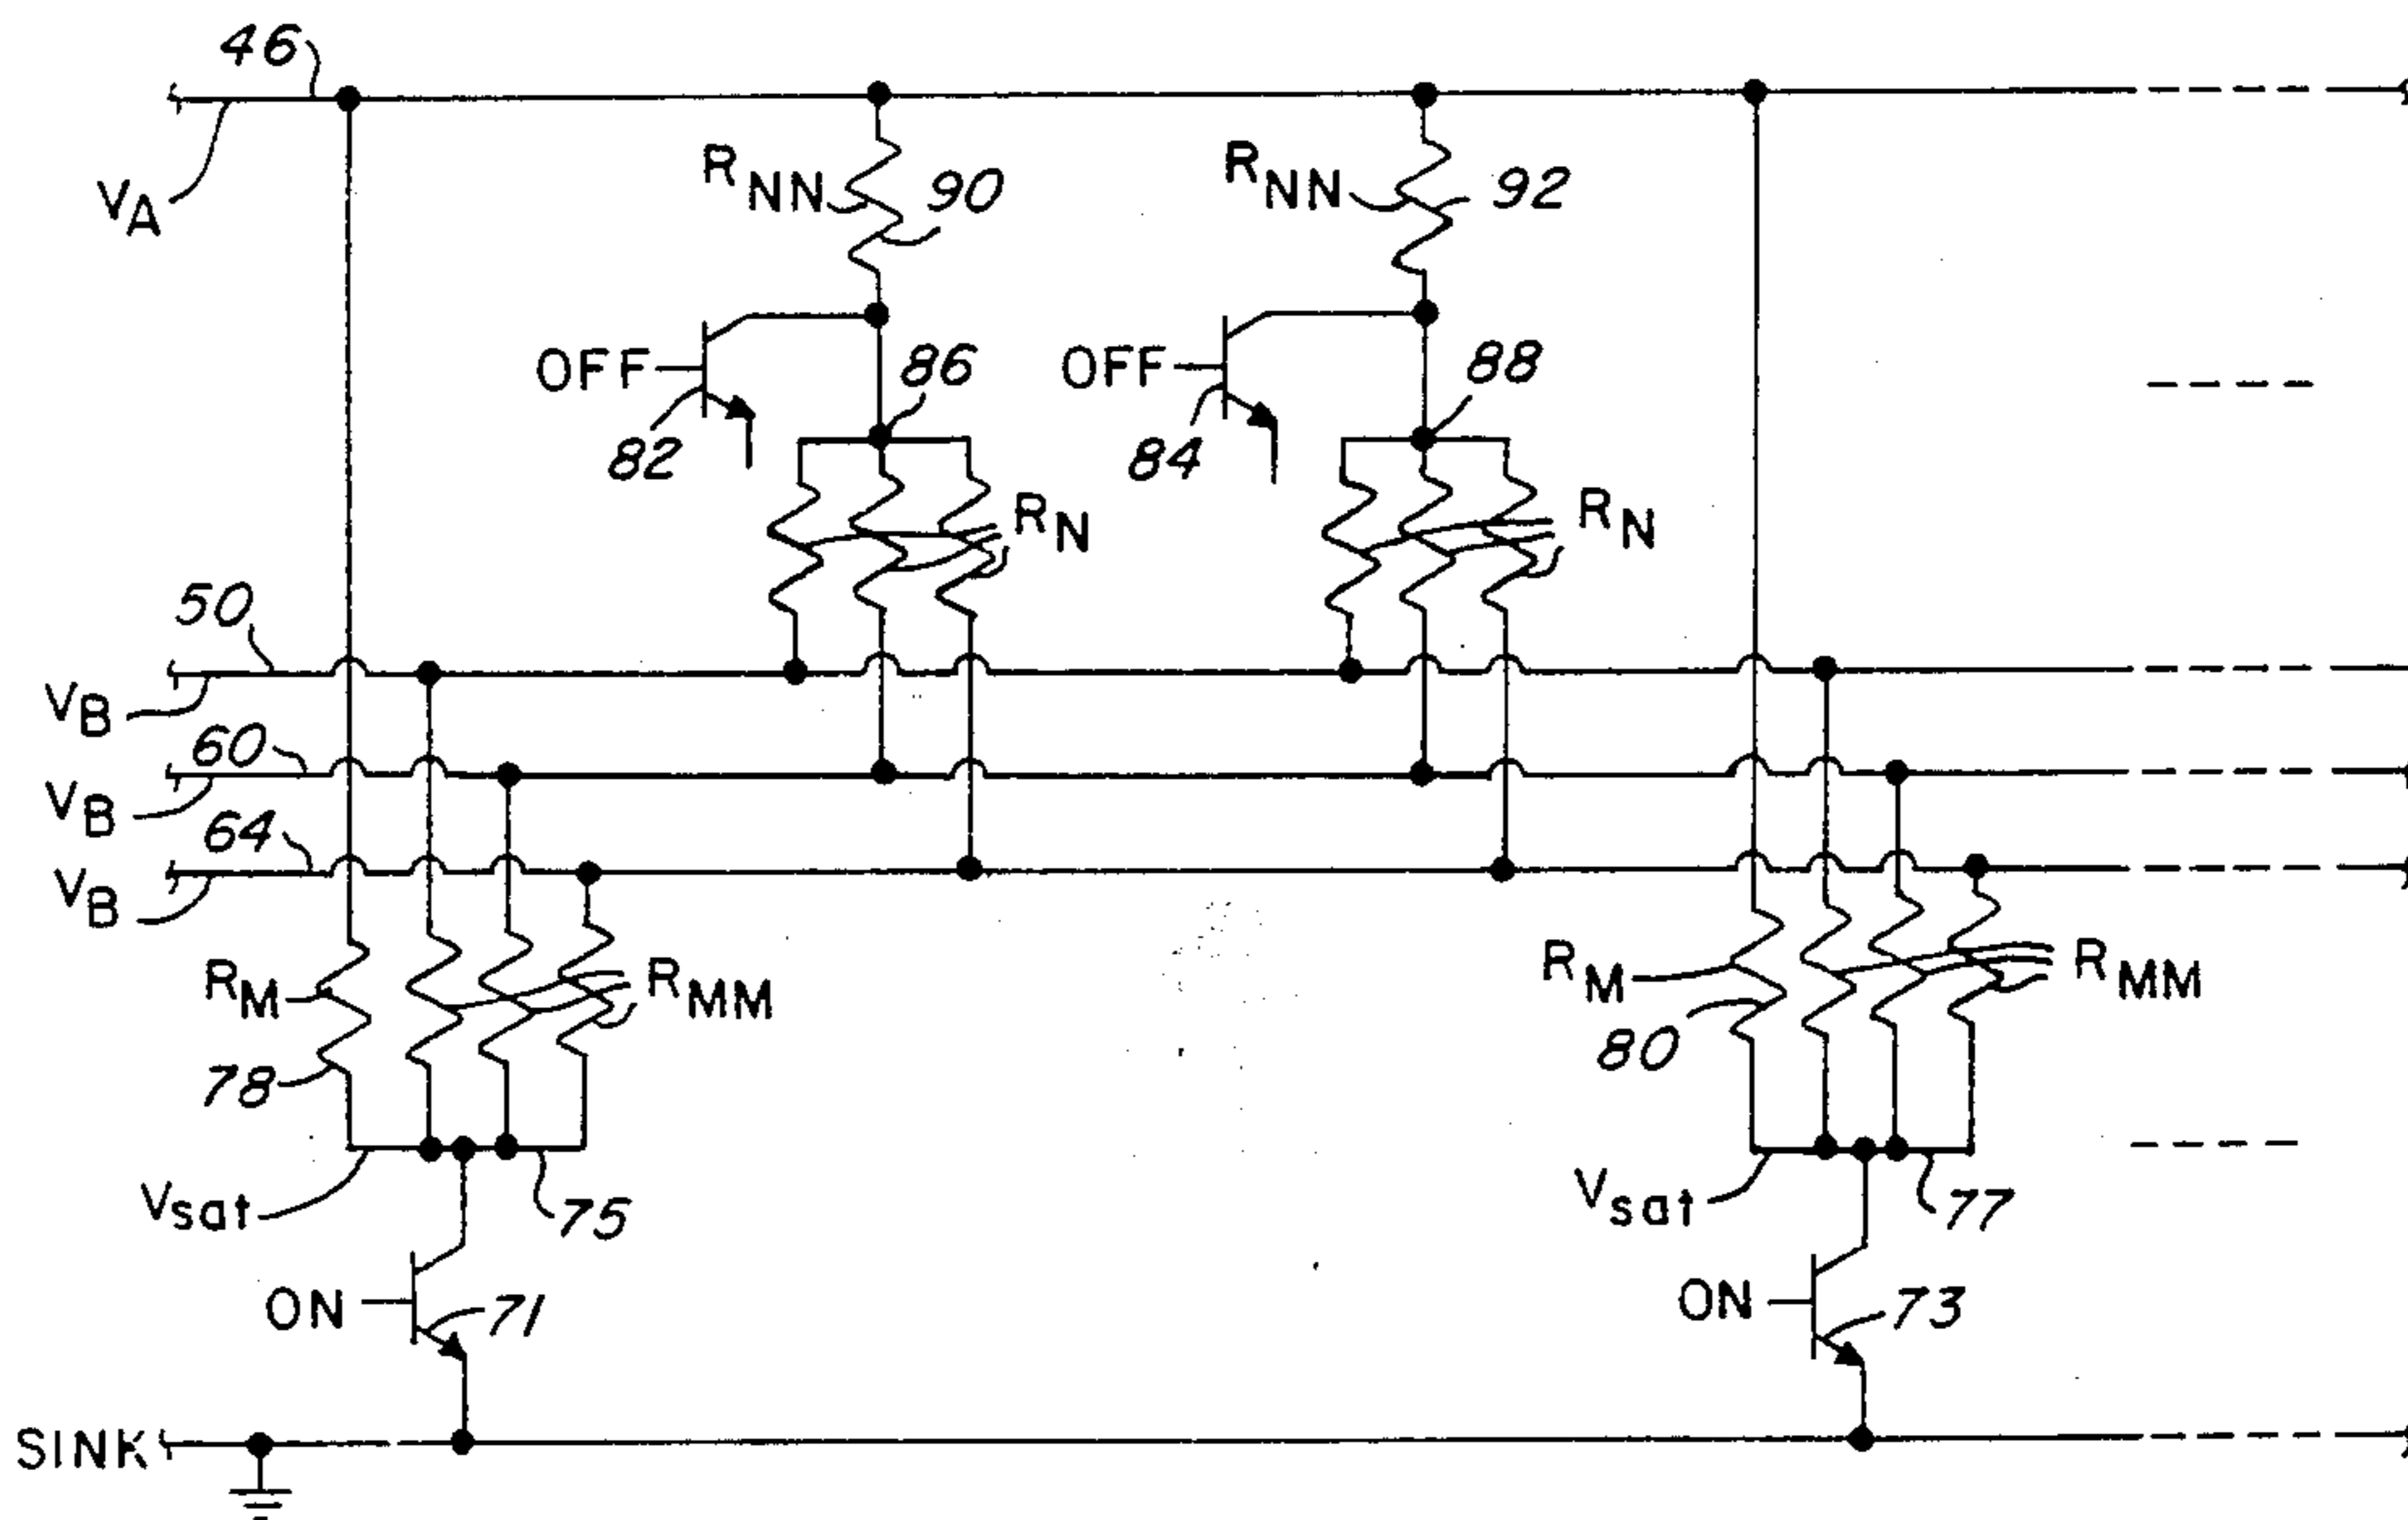 46
VA
RNN
90
RNN
92
OFF
82
86
OFF
84
88
RN
RN
50
VB
60
VB
64
VB
RM
78
RMM
RM
80
RMM
Vsat
75
Vsat
77
ON
71
ON
73
SINK